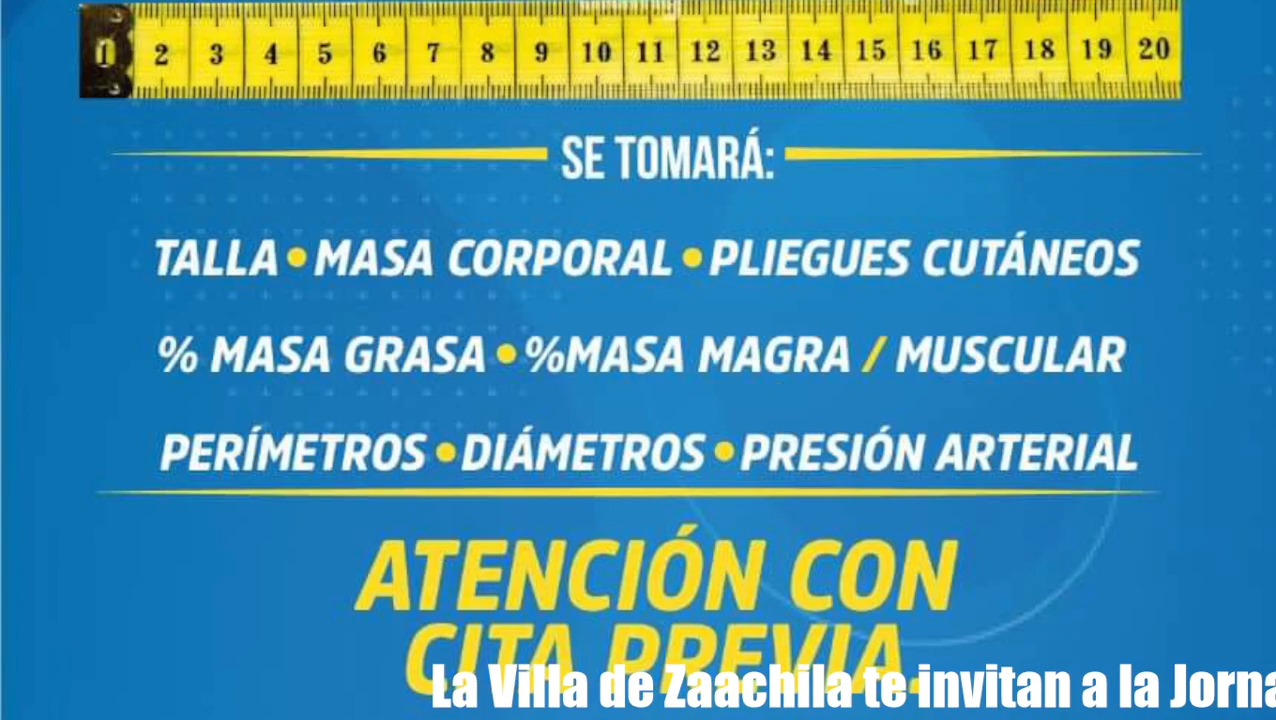 1 2 3 4 5 6 7 8 9 10 11 12 13 14 15 16 17 18 19 20
SE TOMARÁ:
TALLA • MASA CORPORAL • PLIEGUES CUTÁNEOS
% MASA GRASA • %MASA MAGRA / MUSCULAR
PERÍMETROS • DIÁMETROS • PRESIÓN ARTERIAL
ATENCIÓN CON
CITA PREVIA.
La Villa de Zaachila te invitan a la Jorna